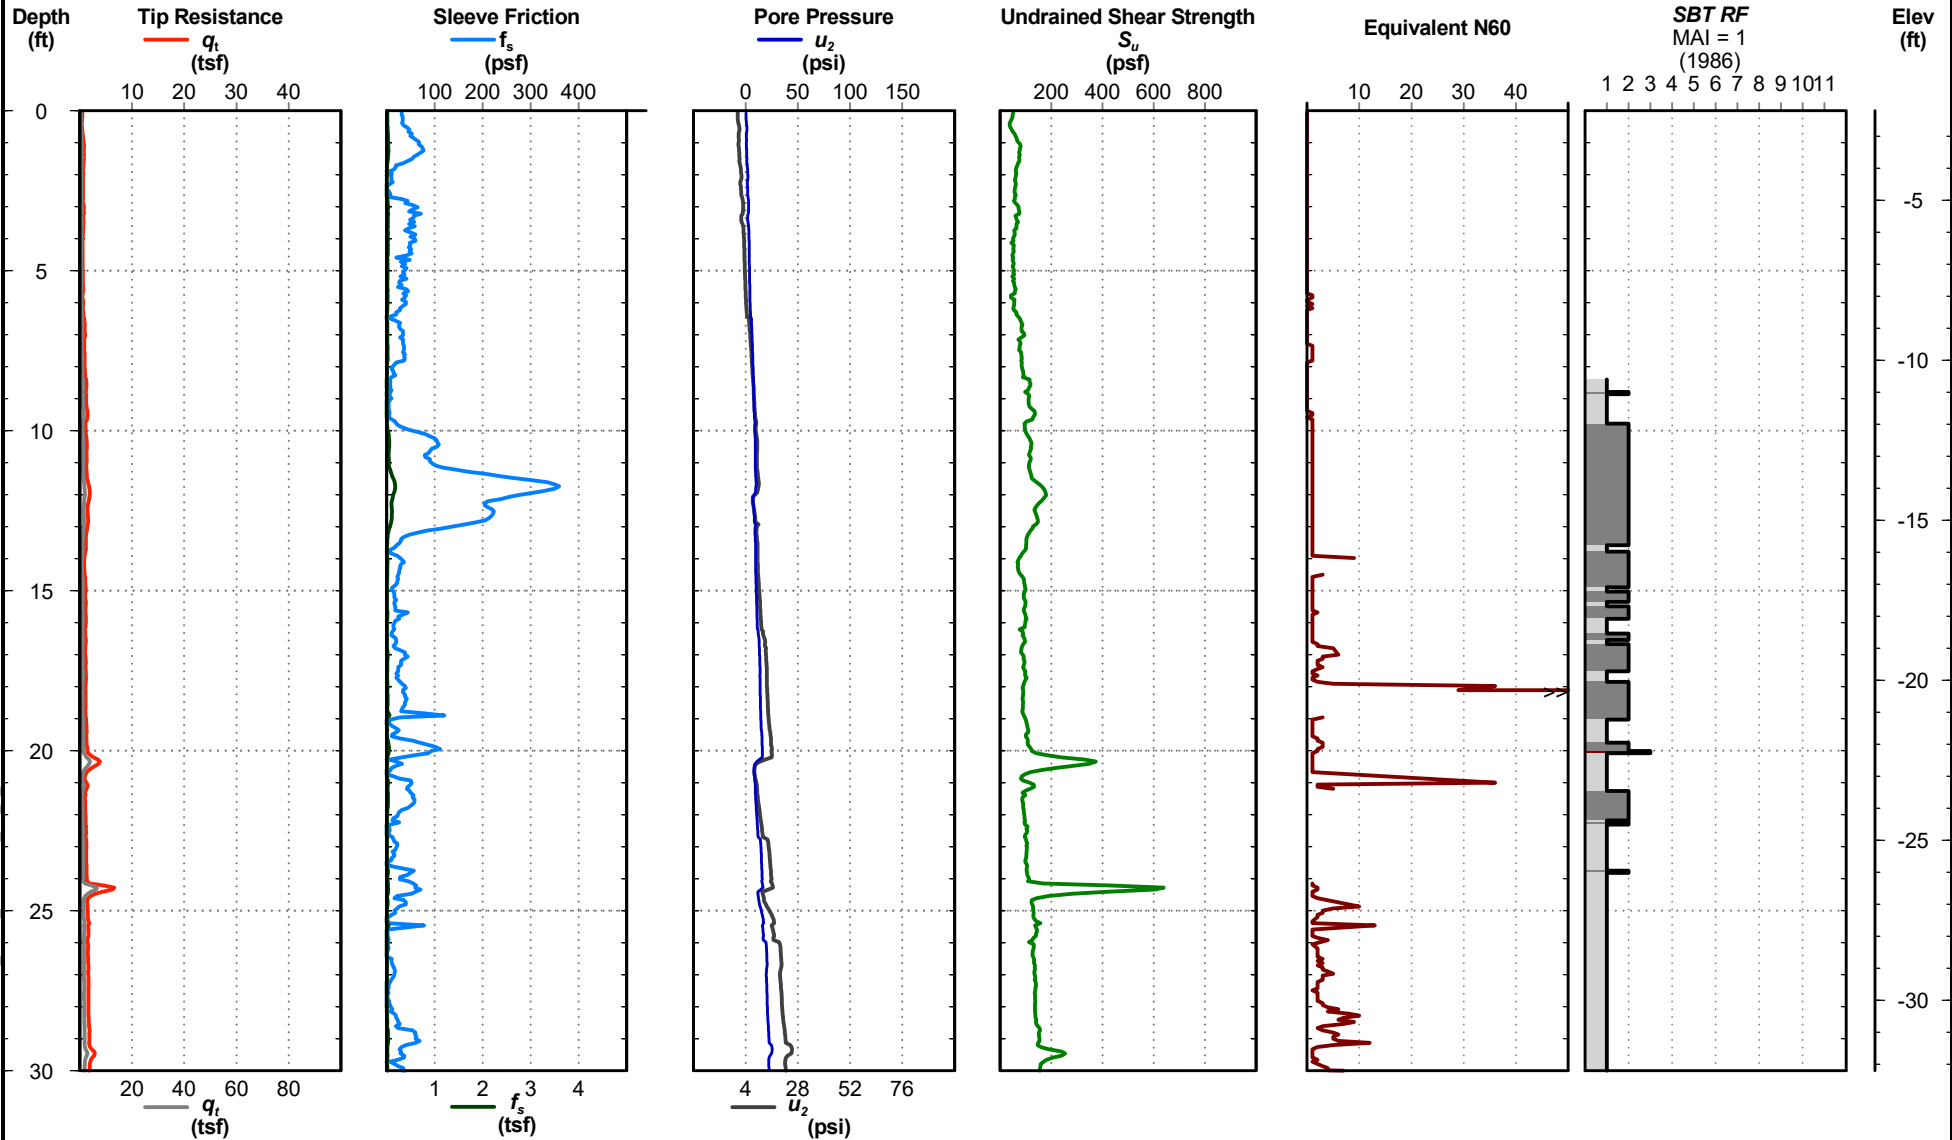 Depth Tip Resistance Sleeve Friction Pore Pressure Undrained Shear Strength Equivalent N60 SBT RF Elev
(ft) qt fs u2 Su MAI = 1 (ft)
(tsf) (psf) (psi) (psf) (1986)
10 20 30 40 100 200 300 400 0 50 100 150 200 400 600 800 10 20 30 40 1 2 3 4 5 6 7 8 9 10 11
0
-5
5
-10
10
-15
15
-20
>>
20
-25
25
-30
30
20 40 60 80 1 2 3 4 4 28 52 76
qt fs u2
(tsf) (tsf) (psi)